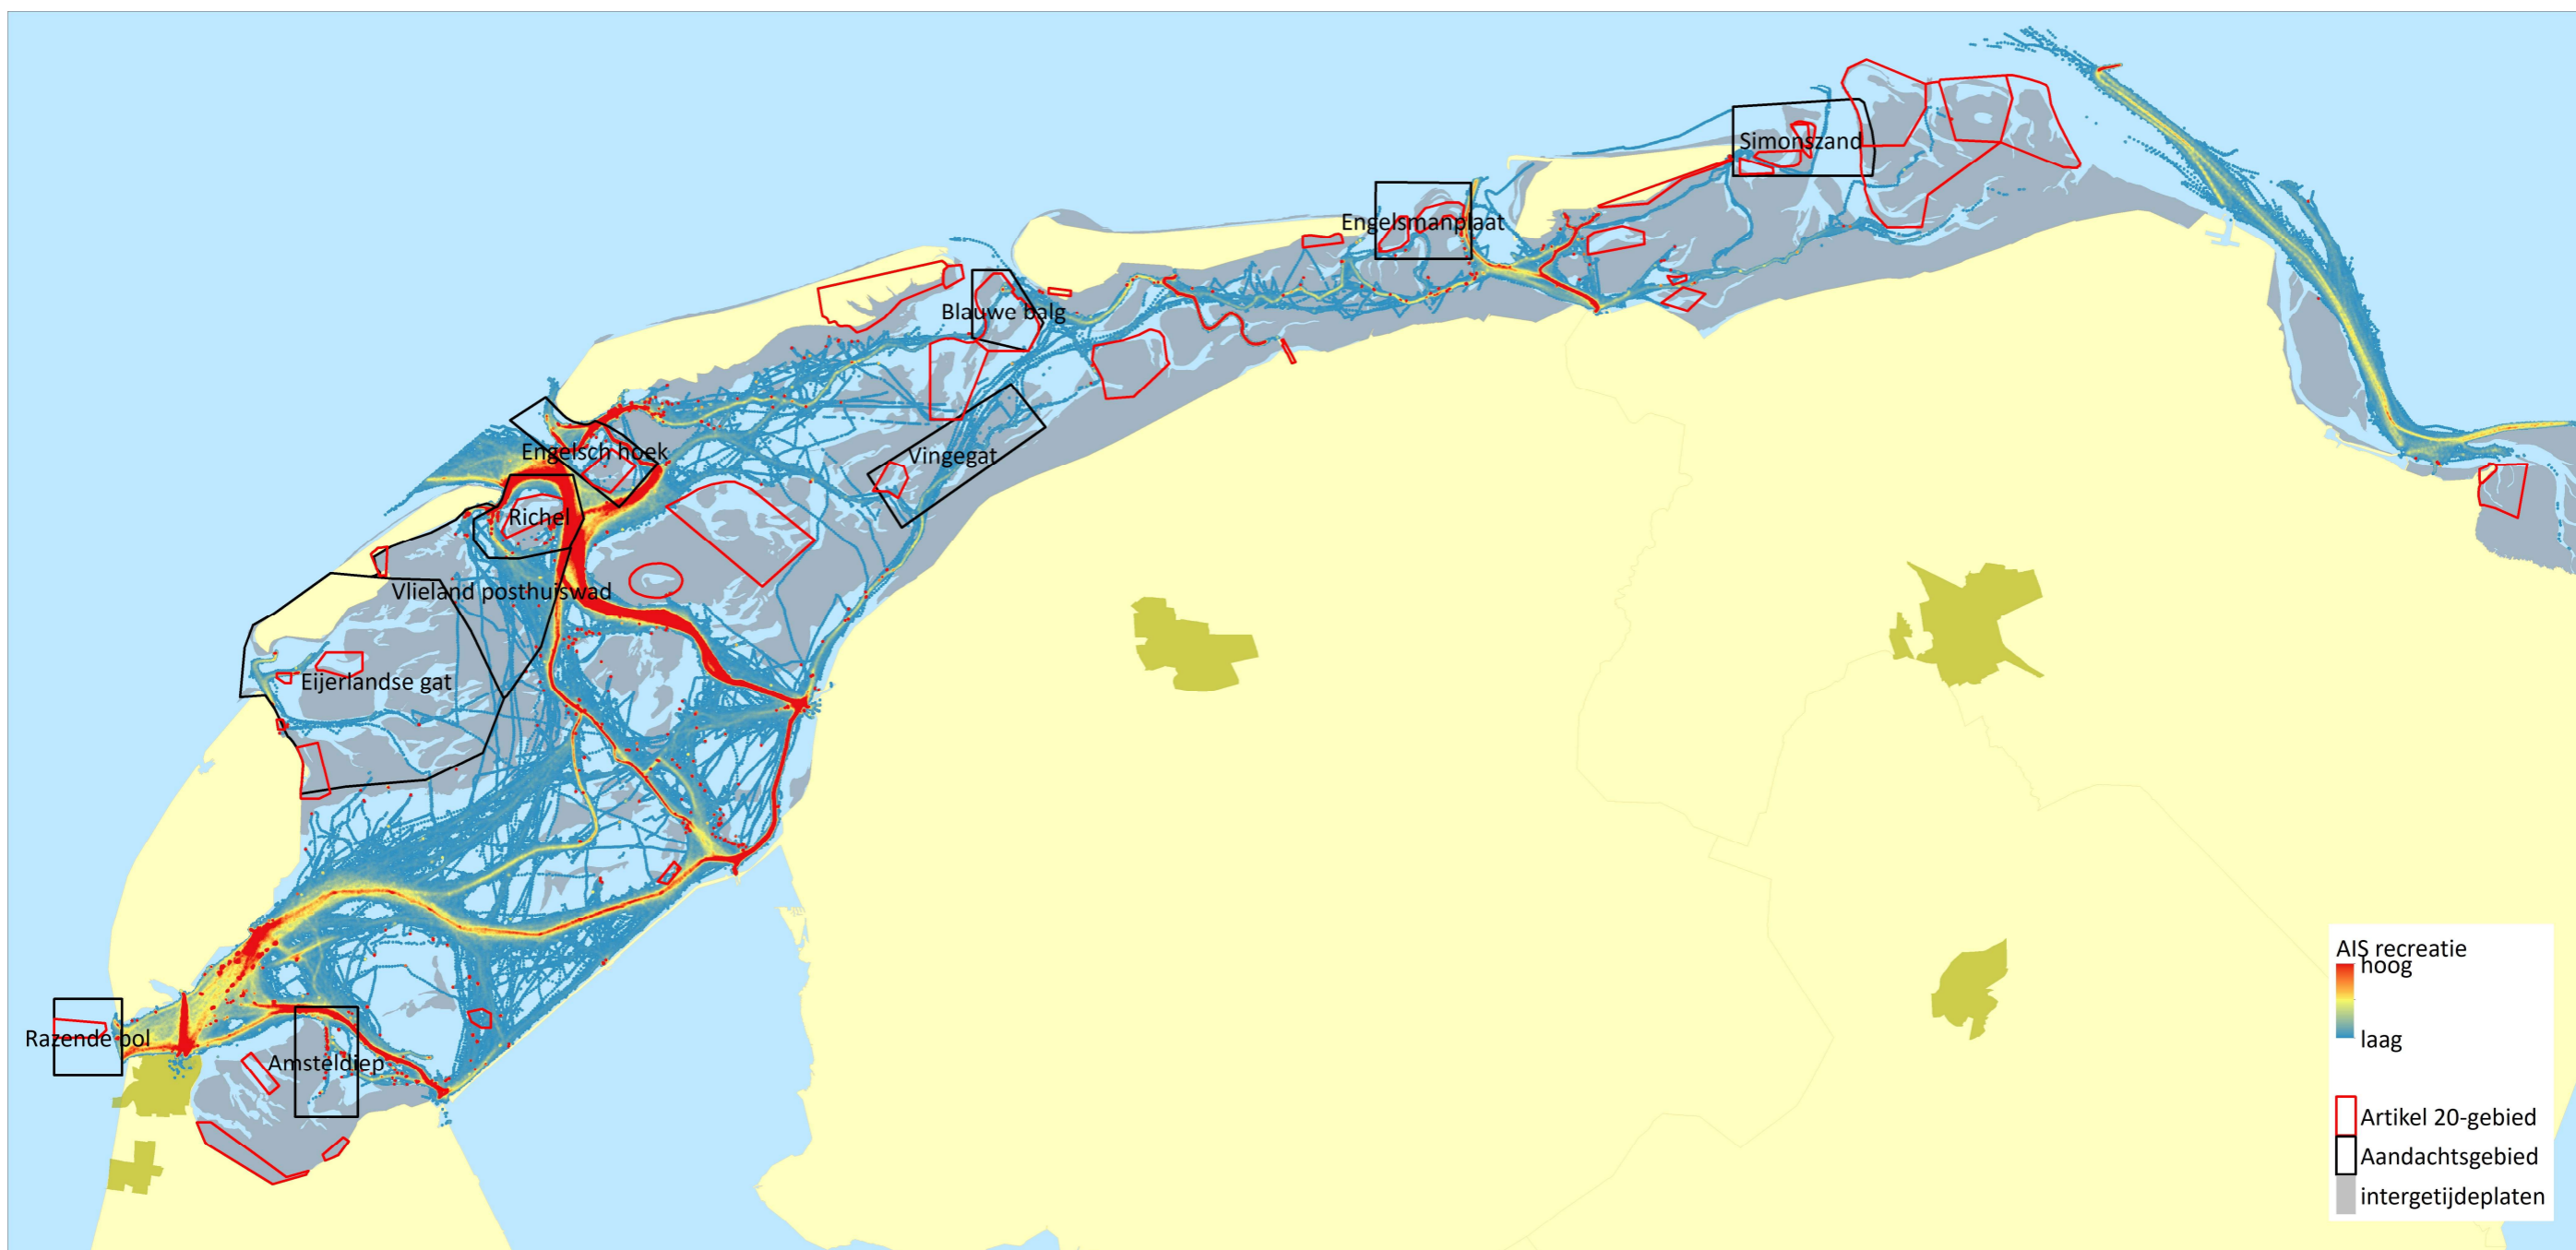 Simonszand
Engelsmanplaat
Blauwe balg
Engelsch hoek
Vingegat
Richel
Vlieland posthuiswad
Eijerlandse gat
Razende bol
Amsteldiep
AIS recreatie
hoog
laag
Artikel 20-gebied
Aandachtsgebied
intergetijdeplaten